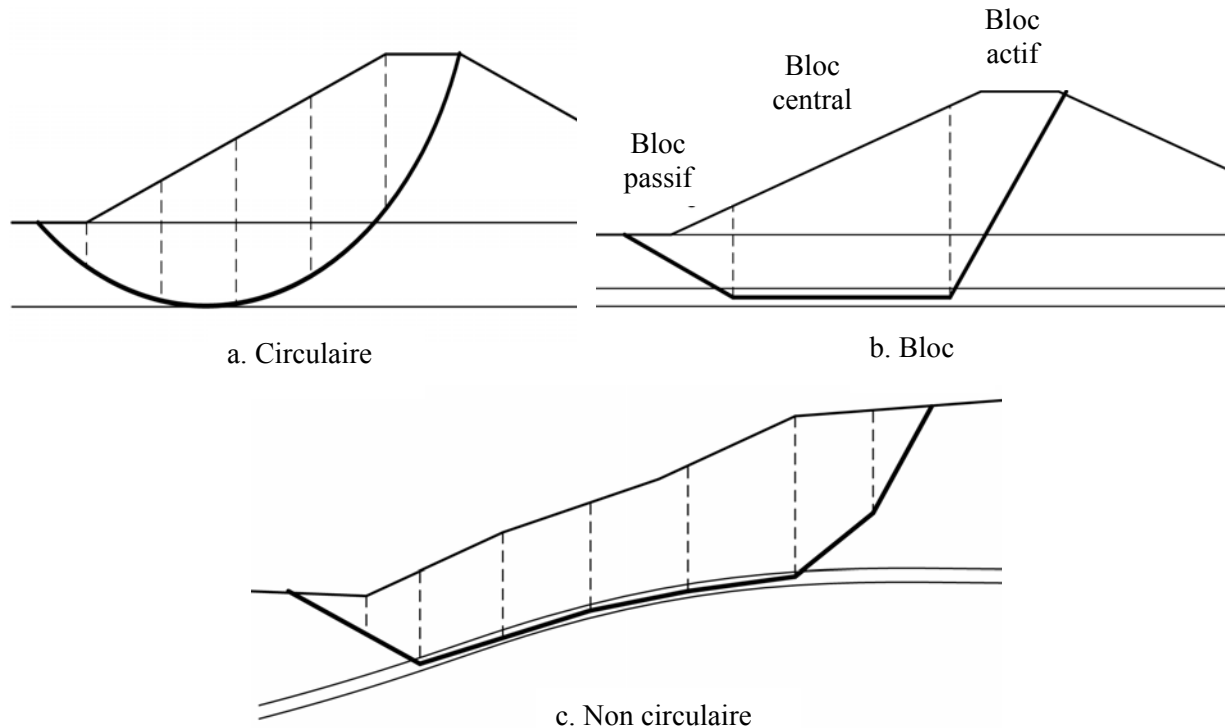 Bloc
passif
Bloc
central
Bloc
actif
a. Circulaire
b. Bloc
c. Non circulaire